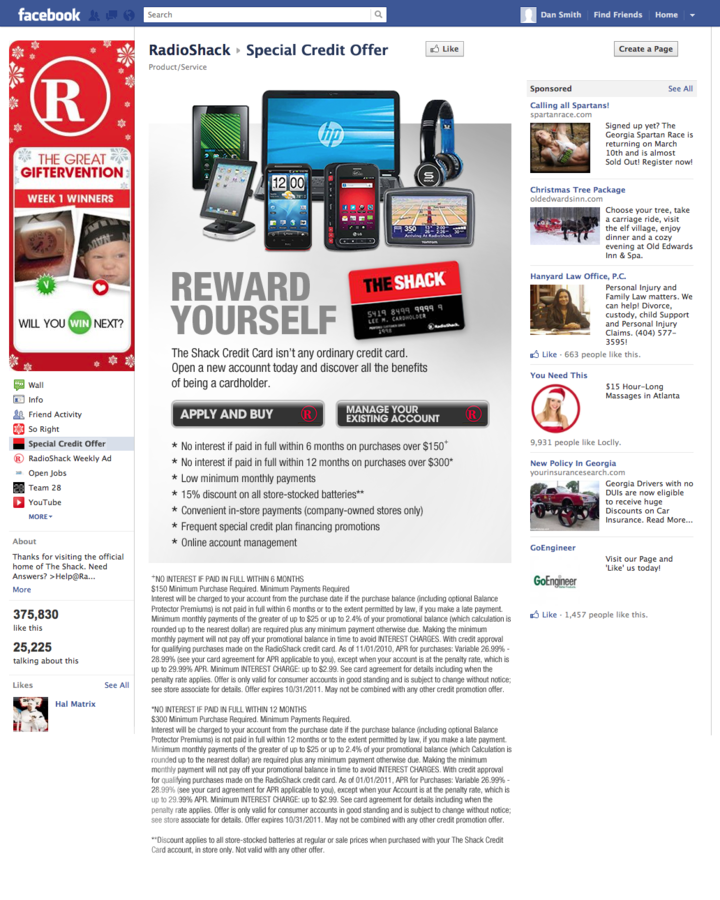 facebook
Search
Dan Smith
Find Friends
Home
R
THE GREAT
GIFTERVENTION
WEEK 1 WINNERS
WILL YOU WIN NEXT?
Wall
Info
Friend Activity
So Right
Special Credit Offer
RadioShack Weekly Ad
Open Jobs
Team 28
YouTube
MORE
About
Thanks for visiting the official
home of The Shack. Need
Answers? >Help@Ra...
More
375,830
like this
25,225
talking about this
Likes
See All
Hal Matrix
RadioShack ▸ Special Credit Offer
Like
Product/Service
hp
12:00
350
REWARD
YOURSELF
THE SHACK
5419 8499 9999 9
LEE M. CARDHOLDER
RadioShack.
The Shack Credit Card isn't any ordinary credit card.
Open a new accounnt today and discover all the benefits
of being a cardholder.
APPLY AND BUY
MANAGE YOUR
EXISTING ACCOUNT
* No interest if paid in full within 6 months on purchases over $150+
* No interest if paid in full within 12 months on purchases over $300*
* Low minimum monthly payments
* 15% discount on all store-stocked batteries**
* Convenient in-store payments (company-owned stores only)
* Frequent special credit plan financing promotions
* Online account management
+NO INTEREST IF PAID IN FULL WITHIN 6 MONTHS
$150 Minimum Purchase Required. Minimum Payments Required
Interest will be charged to your account from the purchase date if the purchase balance (including optional Balance
Protector Premiums) is not paid in full within 6 months or to the extent permitted by law, if you make a late payment.
Minimum monthly payments of the greater of up to $25 or up to 2.4% of your promotional balance (which calculation is
rounded up to the nearest dollar) are required plus any minimum payment otherwise due. Making the minimum
monthly payment will not pay off your promotional balance in time to avoid INTEREST CHARGES. With credit approval
for qualifying purchases made on the RadioShack credit card. As of 11/01/2010, APR for purchases: Variable 26.99% -
28.99% (see your card agreement for APR applicable to you), except when your account is at the penalty rate, which is
up to 29.99% APR. Minimum INTEREST CHARGE: up to $2.99. See card agreement for details including when the
penalty rate applies. Offer is only valid for consumer accounts in good standing and is subject to change without notice;
see store associate for details. Offer expires 10/31/2011. May not be combined with any other credit promotion offer.
*NO INTEREST IF PAID IN FULL WITHIN 12 MONTHS
$300 Minimum Purchase Required. Minimum Payments Required.
Interest will be charged to your account from the purchase date if the purchase balance (including optional Balance
Protector Premiums) is not paid in full within 12 months or to the extent permitted by law, if you make a late payment.
Minimum monthly payments of the greater of up to $25 or up to 2.4% of your promotional balance (which Calculation is
rounded up to the nearest dollar) are required plus any minimum payment otherwise due. Making the minimum
monthly payment will not pay off your promotional balance in time to avoid INTEREST CHARGES. With credit approval
for qualifying purchases made on the RadioShack credit card. As of 01/01/2011, APR for Purchases: Variable 26.99% -
28.99% (see your card agreement for APR applicable to you), except when your Account is at the penalty rate, which is
up to 29.99% APR. Minimum INTEREST CHARGE: up to $2.99. See card agreement for details including when the
penalty rate applies. Offer is only valid for consumer accounts in good standing and is subject to change without notice;
see store associate for details. Offer expires 10/31/2011. May not be combined with any other credit promotion offer.
**Discount applies to all store-stocked batteries at regular or sale prices when purchased with your The Shack Credit
Card account, in store only. Not valid with any other offer.
Create a Page
Sponsored
See All
Calling all Spartans!
spartanrace.com
Signed up yet? The
Georgia Spartan Race is
returning on March
10th and is almost
Sold Out! Register now!
Christmas Tree Package
oldedwardsinn.com
Choose your tree, take
a carriage ride, visit
the elf village, enjoy
dinner and a cozy
evening at Old Edwards
Inn & Spa.
Hanyard Law Office, P.C.
Personal Injury and
Family Law matters. We
can help! Divorce,
custody, child Support
and Personal Injury
Claims. (404) 577-
3595!
Like · 663 people like this.
You Need This
$15 Hour-Long
Massages in Atlanta
9,931 people like Loclly.
New Policy In Georgia
yourinsurancesearch.com
Georgia Drivers with no
DUIs are now eligible
to receive huge
Discounts on Car
Insurance. Read More...
GoEngineer
Visit our Page and
'Like' us today!
GoEngineer
Like · 1,457 people like this.